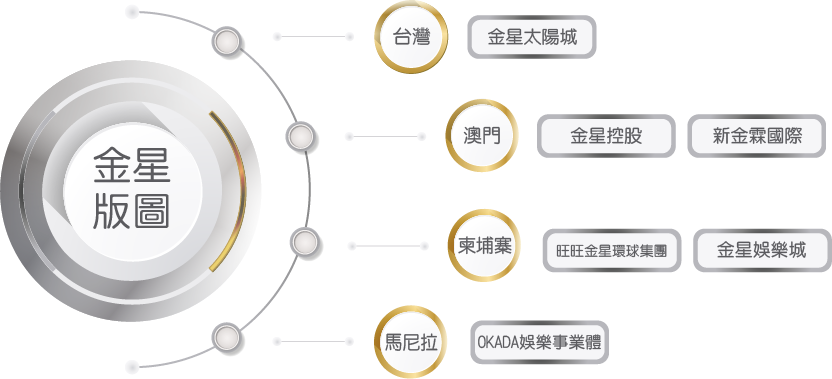 金星
版圖
台灣
金星太陽城
澳門
金星控股
新金霖國際
柬埔寨
旺旺金星環球集團
金星娛樂城
馬尼拉
OKADA娛樂事業體